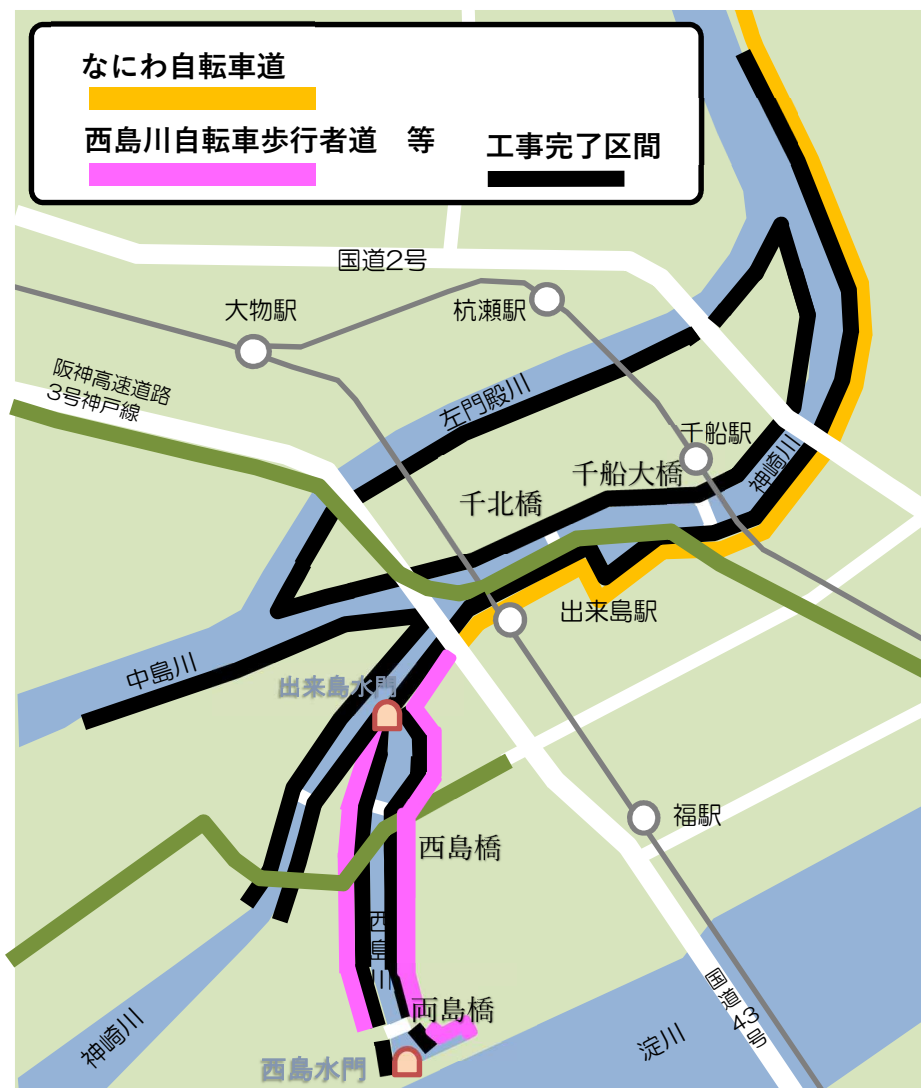 なにわ自転車道
西島川自転車歩行者道　等
工事完了区間
国道2号
大物駅
杭瀬駅
阪神高速道路
3号神戸線
左門殿川
千船駅
千船大橋
神崎川
千北橋
出来島駅
中島川
出来島水門
福駅
西島橋
西島川
両島橋
国道43号
神崎川
淀川
西島水門